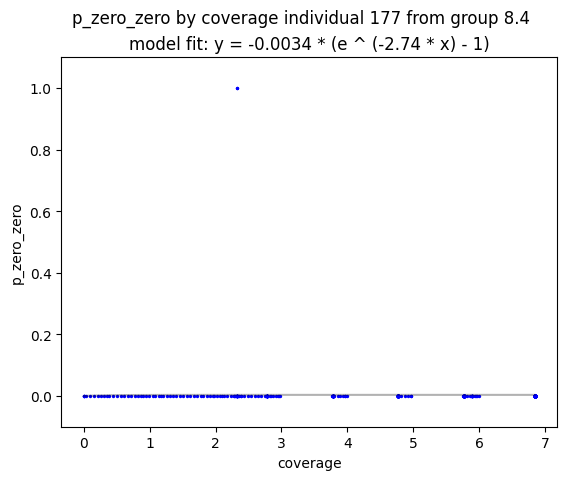 p_zero_zero by coverage individual 177 from group 8.4
model fit: y = -0.0034 * (e ^ (-2.74 * x) - 1)
1.0
0.8
0.6
0.4
0.2
0.0
p_zero_zero
0 1 2 3 4 5 6 7
coverage